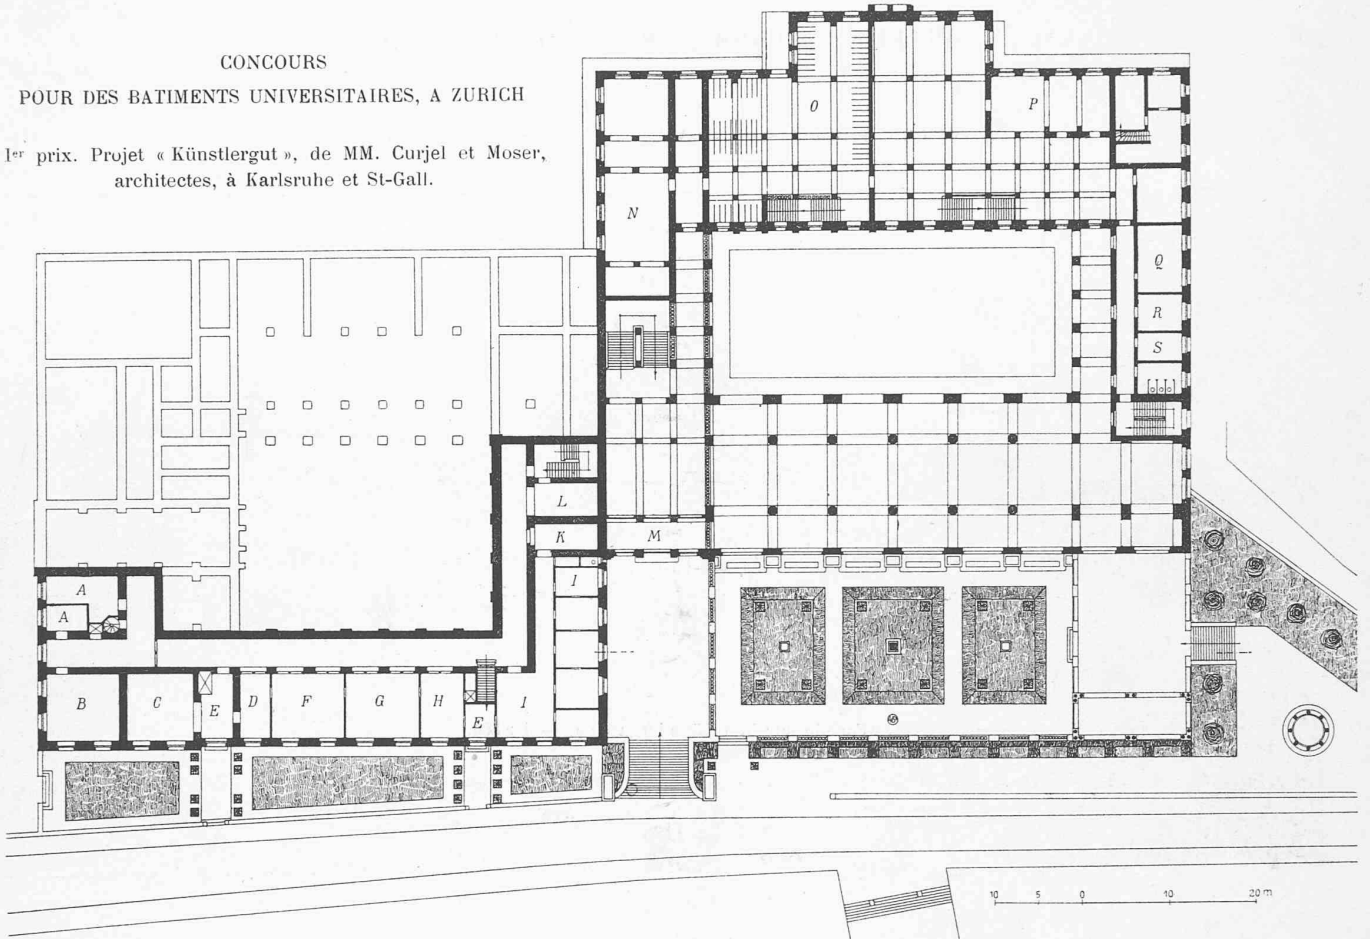 CONCOURS
POUR DES BATIMENTS UNIVERSITAIRES, A ZURICH
1er prix. Projet « Künstlergut », de MM. Curjel et Moser,
architectes, à Karlsruhe et St-Gall.
O
P
N
Q
R
S
L
K
M
A
I
A
B
C
E
D
F
G
H
E
I
10 5 0 10 20 m